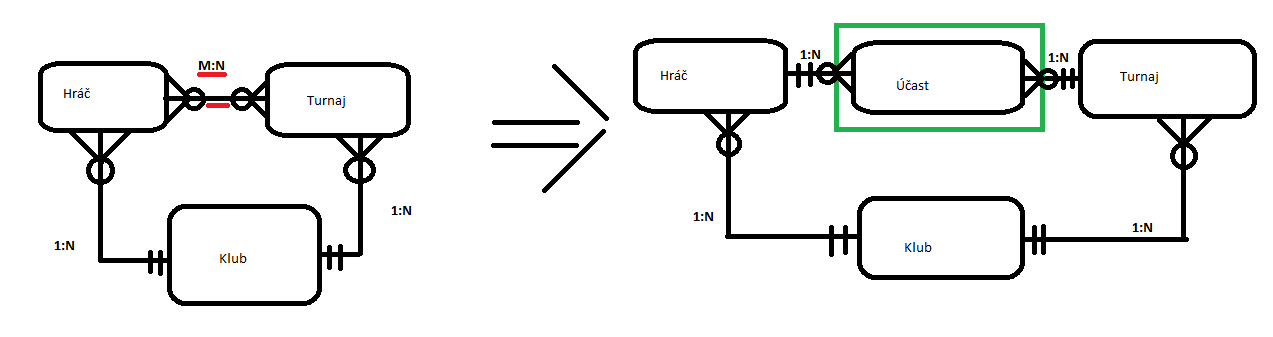 M:N
Hráč
Turnaj
1:N
1:N
Klub
1:N
1:N
Hráč
Účast
Turnaj
1:N
1:N
Klub